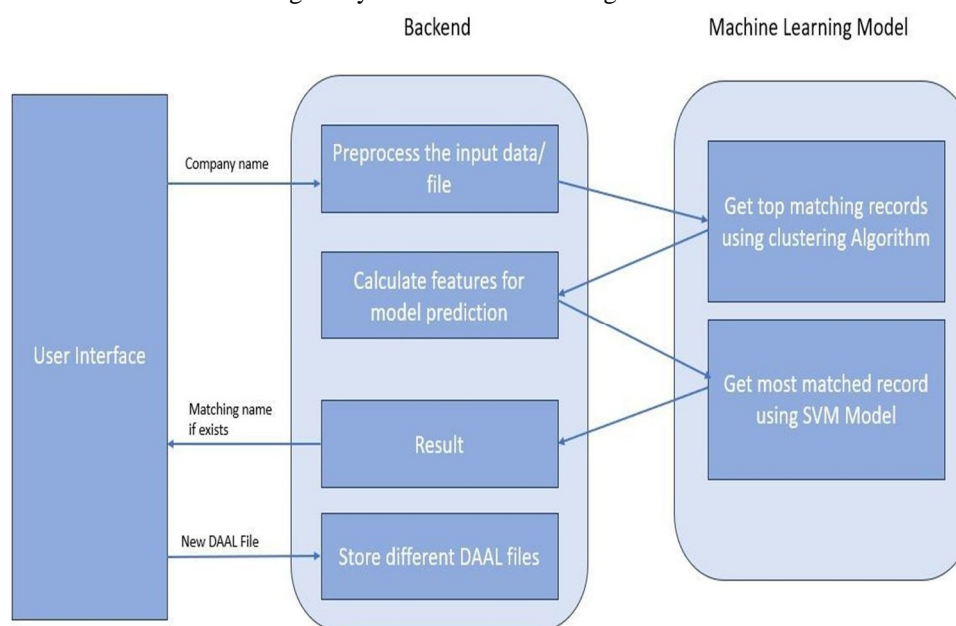 Backend
Machine Learning Model
Company name
Preprocess the input data/
file
Get top matching records
using clustering Algorithm
Calculate features for
model prediction
User Interface
Get most matched record
using SVM Model
Matching name
if exists
Result
New DAAL File
Store different DAAL files